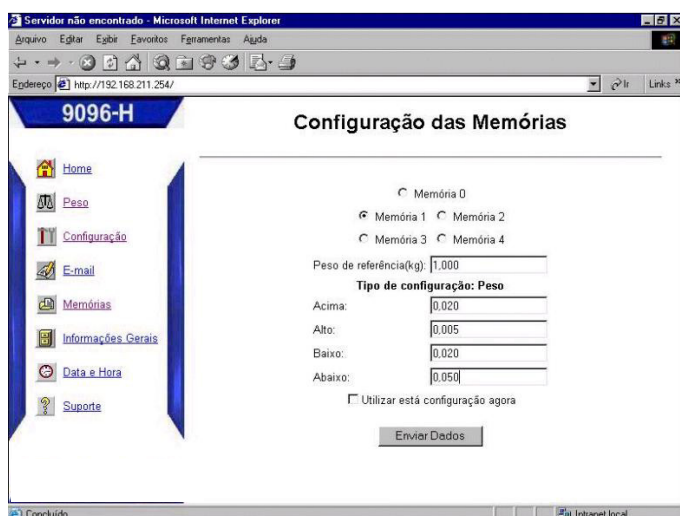 Servidor não encontrado - Microsoft Internet Explorer
Arquivo Editar Exibir Favoritos Ferramentas Ajuda
Endereço http://192.168.211.254/ Ir Links »
9096-H
Home
Peso
Configuração
E-mail
Memórias
Informações Gerais
Data e Hora
Suporte
Configuração das Memórias
Memória 0
Memória 1 Memória 2
Memória 3 Memória 4
Peso de referência(kg): 1,000
Tipo de configuração: Peso
Acima: 0,020
Alto: 0,005
Baixo: 0,020
Abaixo: 0,050
Utilizar está configuração agora
Enviar Dados
Concluído Intranet local